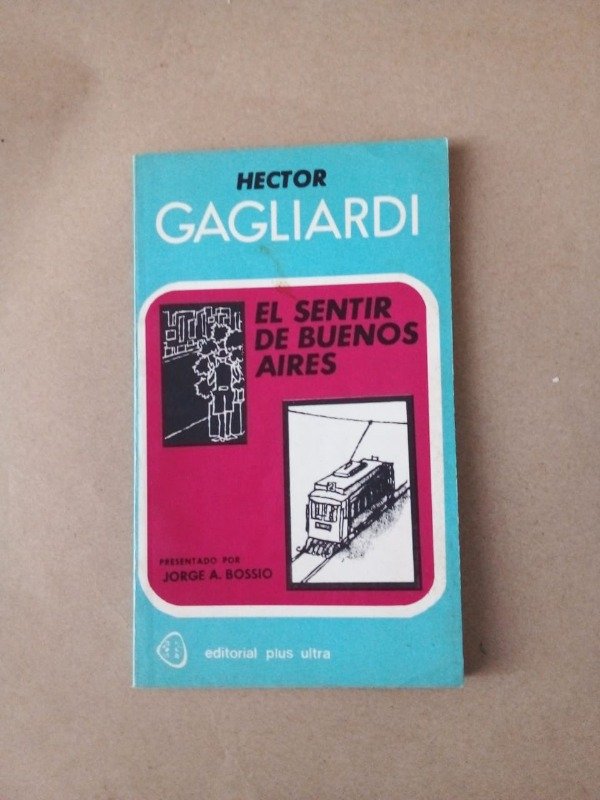 HECTOR
GAGLIARDI
EL SENTIR
DE BUENOS
AIRES
PRESENTADO POR
JORGE A. BOSSIO
editorial plus ultra